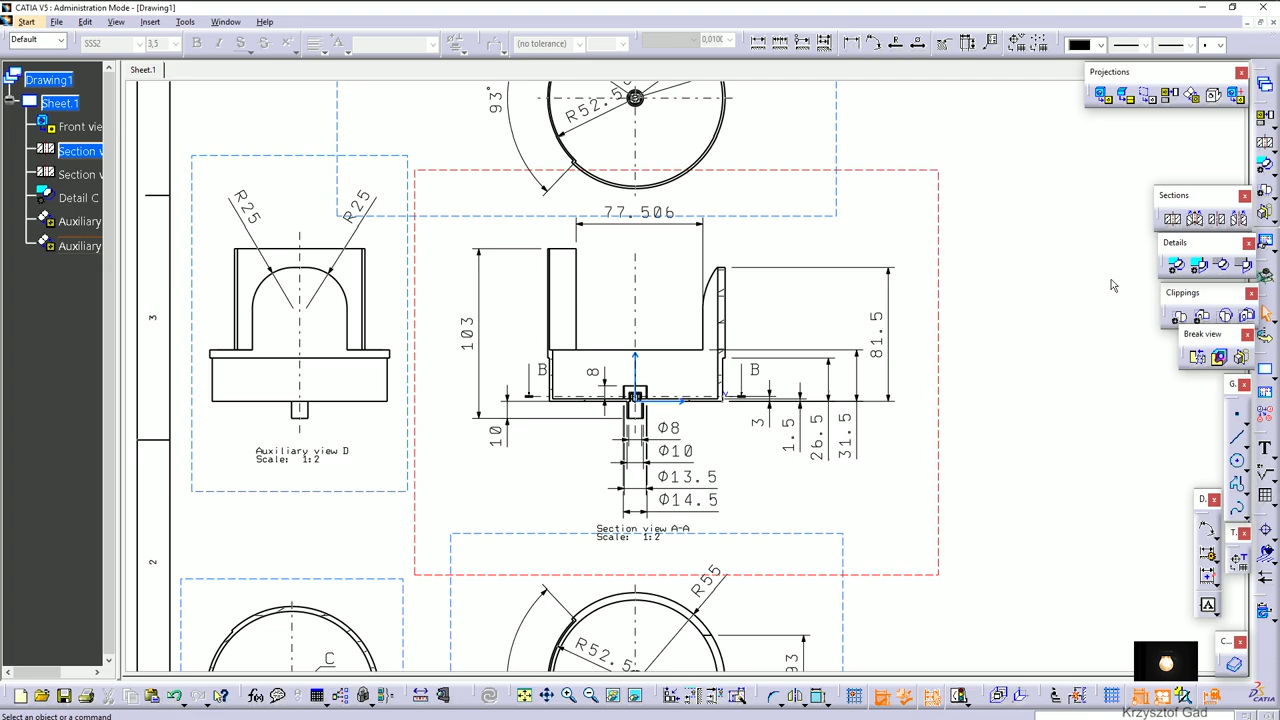 CATIA V5 : Administration Mode - [Drawing1]
Start File Edit View Insert Tools Window Help
Default SSS2 3,5 B I S S (no tolerance) 0,010
Sheet.1
Projections
Drawing1
Sheet.1
Front vie
Section v
Section v
Detail C
Auxiliary
Auxiliary
Sections
Details
Clippings
Break view
G.
D.
T.
C...
3
2
93°
R52.5
R25
R25
77.506
103
81.5
B
8
B
10
3
1.5
26.5
31.5
Φ8
Φ10
Φ13.5
Φ14.5
Auxiliary view D
Scale: 1:2
Section view A-A
Scale: 1:2
R55
R52.5
93
C
Select an object or a command
Krzysztof Gad
CATIA